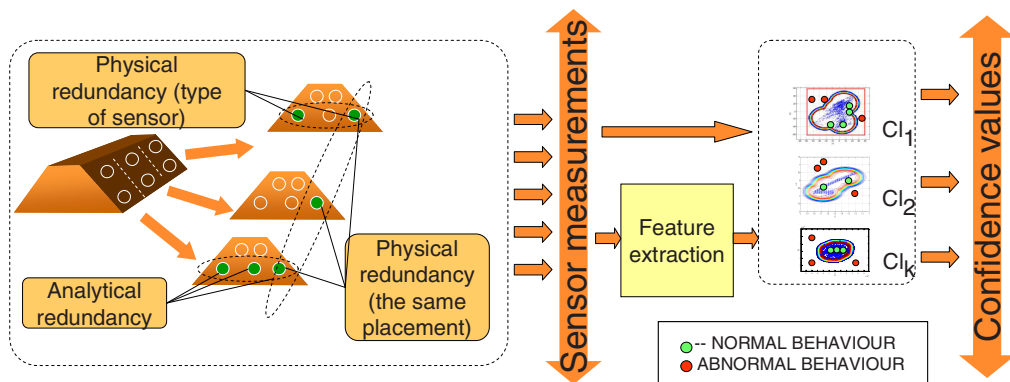 Physical
redundancy (type
of sensor)
Analytical
redundancy
Physical
redundancy
(the same
placement)
Sensor measurements
Feature
extraction
Cl1
Cl2
Clk
Confidence values
-- NORMAL BEHAVIOUR
ABNORMAL BEHAVIOUR